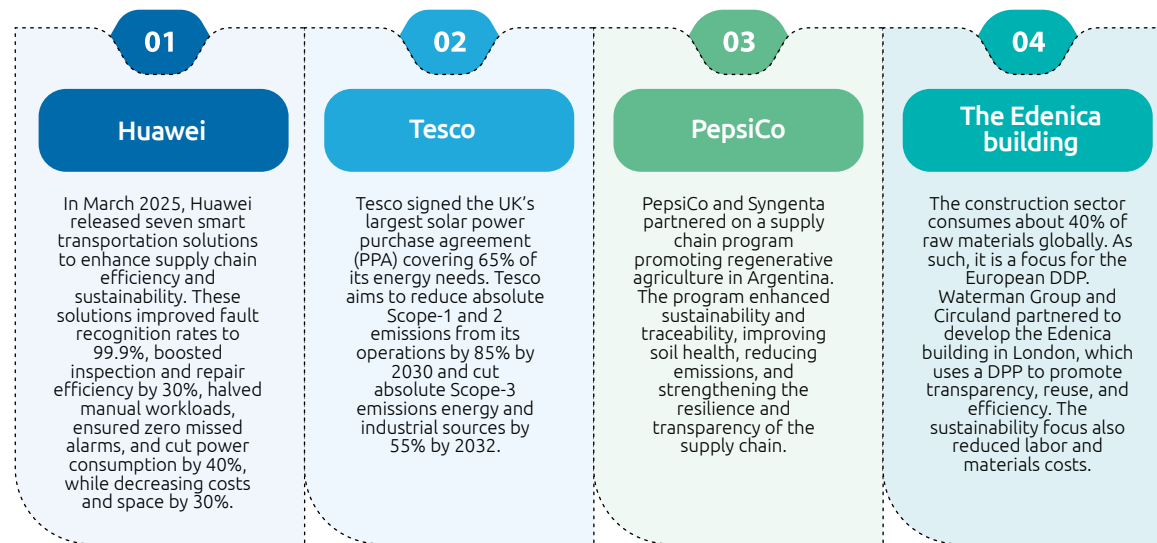 01
Huawei
In March 2025, Huawei
released seven smart
transportation solutions
to enhance supply chain
efficiency and
sustainability. These
solutions improved fault
recognition rates to
99.9%, boosted
inspection and repair
efficiency by 30%, halved
manual workloads,
ensured zero missed
alarms, and cut power
consumption by 40%,
while decreasing costs
and space by 30%.
02
Tesco
Tesco signed the UK’s
largest solar power
purchase agreement
(PPA) covering 65% of
its energy needs. Tesco
aims to reduce absolute
Scope-1 and 2
emissions from its
operations by 85% by
2030 and cut
absolute Scope-3
emissions energy and
industrial sources by
55% by 2032.
03
PepsiCo
PepsiCo and Syngenta
partnered on a supply
chain program
promoting regenerative
agriculture in Argentina.
The program enhanced
sustainability and
traceability, improving
soil health, reducing
emissions, and
strengthening the
resilience and
transparency of the
supply chain.
04
The Edenica
building
The construction sector
consumes about 40% of
raw materials globally. As
such, it is a focus for the
European DDP.
Waterman Group and
Circuland partnered to
develop the Edenica
building in London, which
uses a DPP to promote
transparency, reuse, and
efficiency. The
sustainability focus also
reduced labor and
materials costs.